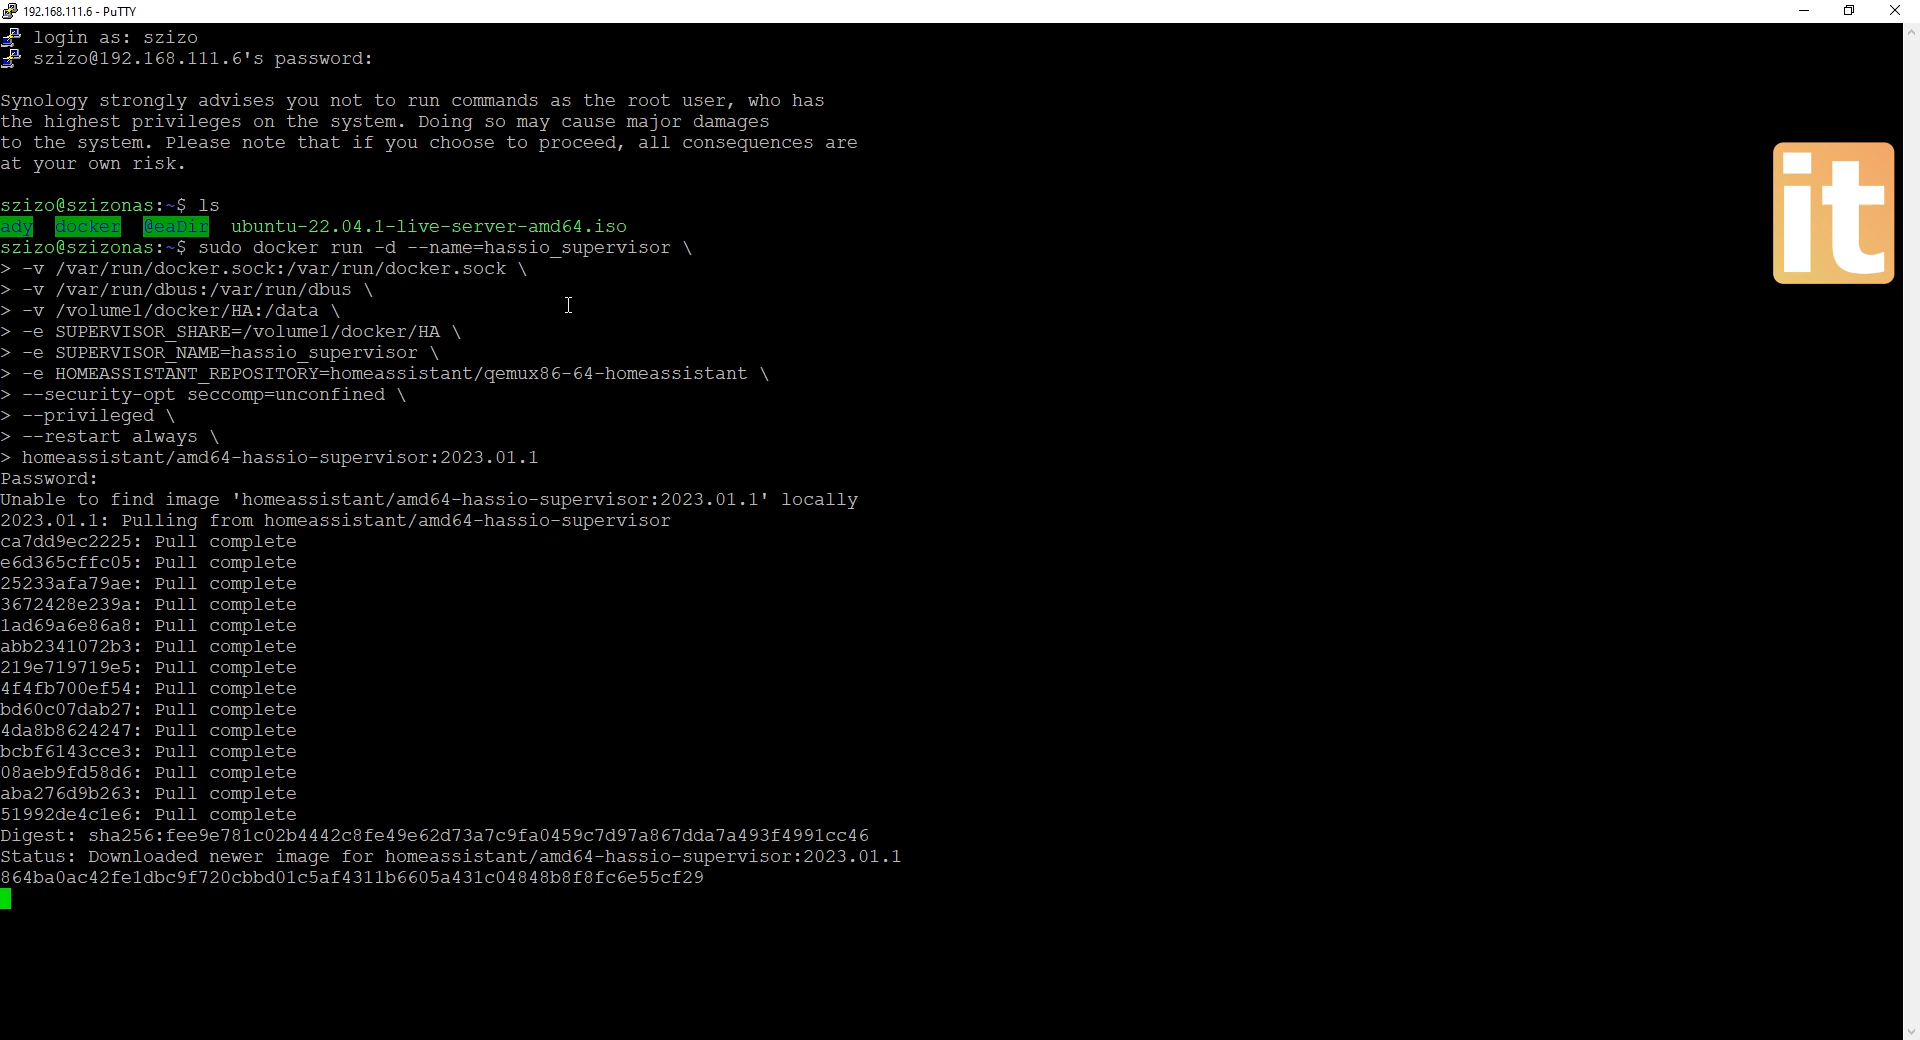 192.168.111.6 - PuTTY
login as: szizo
szizo@192.168.111.6's password:
Synology strongly advises you not to run commands as the root user, who has
the highest privileges on the system. Doing so may cause major damages
to the system. Please note that if you choose to proceed, all consequences are
at your own risk.
szizo@szizonas:~$ ls
ady docker @eaDir ubuntu-22.04.1-live-server-amd64.iso
szizo@szizonas:~$ sudo docker run -d --name=hassio_supervisor \
> -v /var/run/docker.sock:/var/run/docker.sock \
> -v /var/run/dbus:/var/run/dbus \
> -v /volume1/docker/HA:/data \
> -e SUPERVISOR_SHARE=/volume1/docker/HA \
> -e SUPERVISOR_NAME=hassio_supervisor \
> -e HOMEASSISTANT_REPOSITORY=homeassistant/qemux86-64-homeassistant \
> --security-opt seccomp=unconfined \
> --privileged \
> --restart always \
> homeassistant/amd64-hassio-supervisor:2023.01.1
Password:
Unable to find image 'homeassistant/amd64-hassio-supervisor:2023.01.1' locally
2023.01.1: Pulling from homeassistant/amd64-hassio-supervisor
ca7dd9ec2225: Pull complete
e6d365cffc05: Pull complete
25233afa79ae: Pull complete
3672428e239a: Pull complete
1ad69a6e86a8: Pull complete
abb2341072b3: Pull complete
219e719719e5: Pull complete
4f4fb700ef54: Pull complete
bd60c07dab27: Pull complete
4da8b8624247: Pull complete
bcbf6143cce3: Pull complete
08aeb9fd58d6: Pull complete
aba276d9b263: Pull complete
51992de4c1e6: Pull complete
Digest: sha256:fee9e781c02b4442c8fe49e62d73a7c9fa0459c7d97a867dda7a493f4991cc46
Status: Downloaded newer image for homeassistant/amd64-hassio-supervisor:2023.01.1
864ba0ac42fe1dbc9f720cbbd01c5af4311b6605a431c04848b8f8fc6e55cf29
it